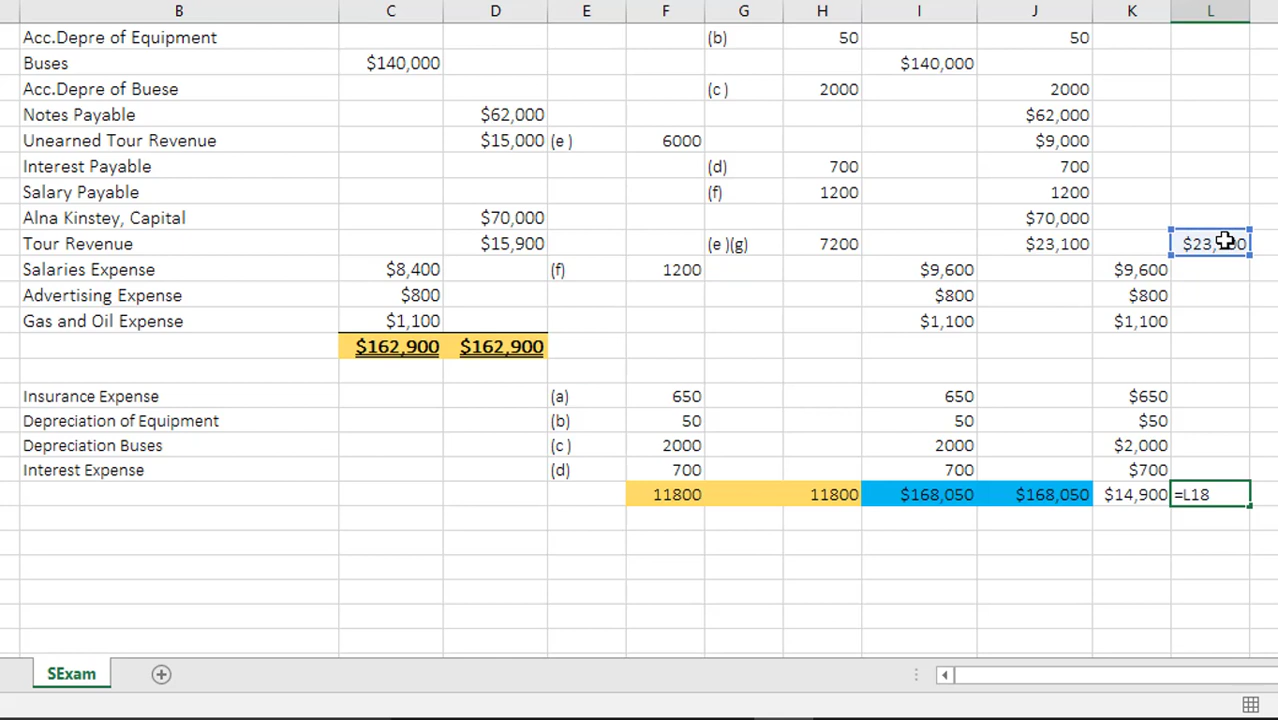 B C D E F G H I J K L
Acc.Depre of Equipment (b) 50 50
Buses $140,000 $140,000
Acc.Depre of Buese (c ) 2000 2000
Notes Payable $62,000 $62,000
Unearned Tour Revenue $15,000 (e ) 6000 $9,000
Interest Payable (d) 700 700
Salary Payable (f) 1200 1200
Alna Kinstey, Capital $70,000 $70,000
Tour Revenue $15,900 (e )(g) 7200 $23,100
Salaries Expense $8,400 (f) 1200 $9,600 $9,600
Advertising Expense $800 $800 $800
Gas and Oil Expense $1,100 $1,100 $1,100
$162,900 $162,900
Insurance Expense (a) 650 650 $650
Depreciation of Equipment (b) 50 50 $50
Depreciation Buses (c ) 2000 2000 $2,000
Interest Expense (d) 700 700 $700
11800 11800 $168,050 $168,050 $14,900 =L18
SExam